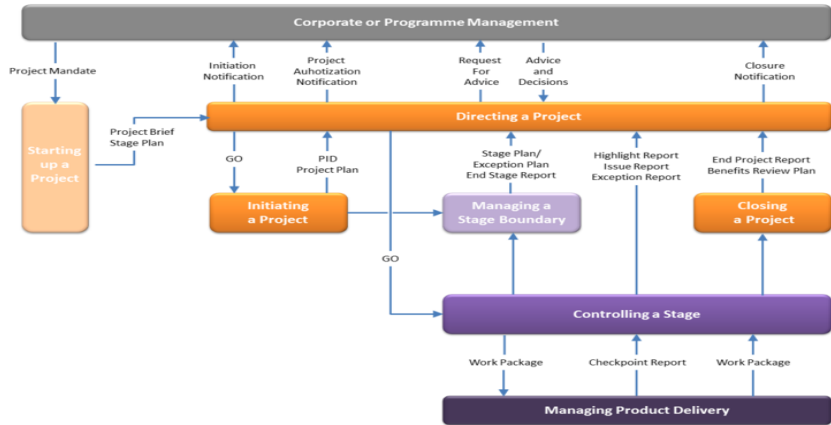 Corporate or Programme Management
Project Mandate
Initiation
Notification
Project
Auhotization
Notification
Request
For
Advice
Advice
and
Decisions
Closure
Notification
Directing a Project
Starting
up a
Project
Project Brief
Stage Plan
GO
PID
Project Plan
Stage Plan/
Exception Plan
End Stage Report
Highlight Report
Issue Report
Exception Report
End Project Report
Benefits Review Plan
Initiating
a Project
Managing a
Stage Boundary
Closing
a Project
GO
Controlling a Stage
Work Package
Checkpoint Report
Work Package
Managing Product Delivery